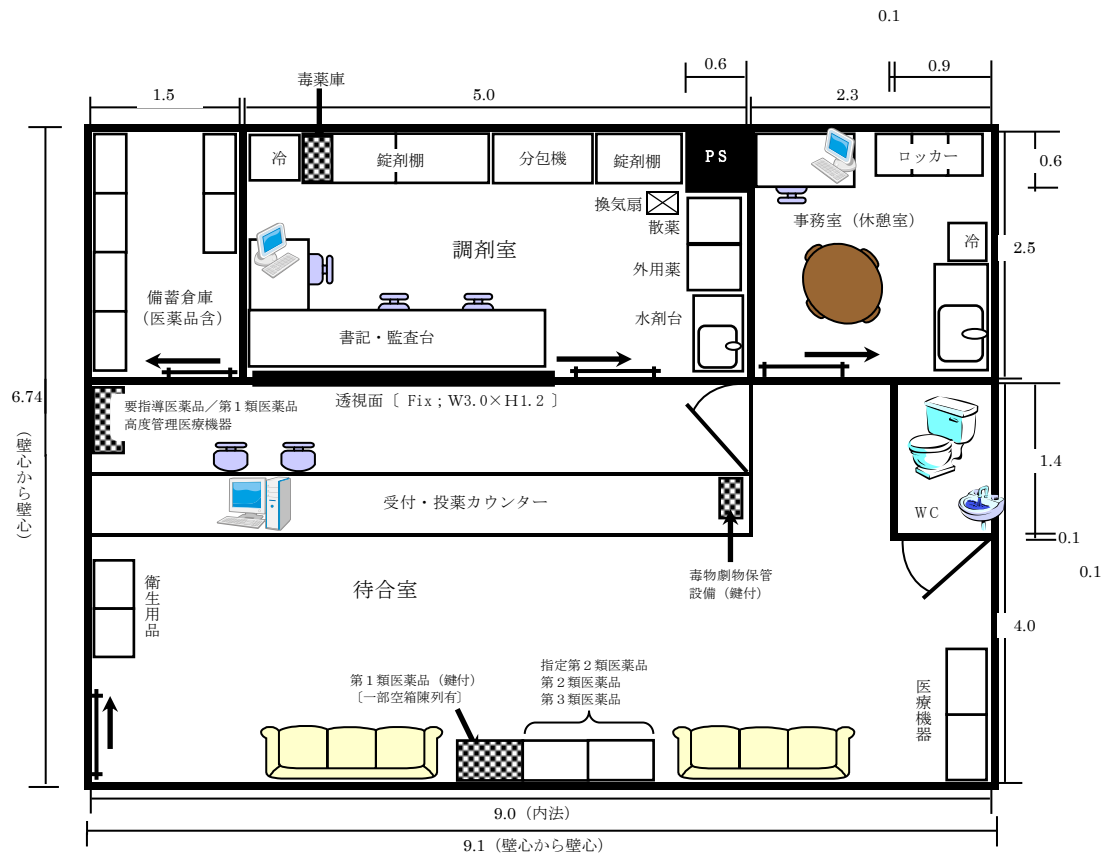 0.1
0.6
0.9
毒薬庫
1.5
5.0
2.3
冷
錠剤棚
分包機
錠剤棚
PS
ロッカー
0.6
換気扇
散薬
事務室（休憩室）
調剤室
冷
2.5
外用薬
備蓄倉庫
（医薬品含）
水剤台
書記・監査台
6.74
（壁心から壁心）
透視面〔 Fix；W3.0×H1.2 〕
要指導医薬品／第１類医薬品
高度管理医療機器
1.4
受付・投薬カウンター
WC
0.1
0.1
毒物劇物保管
設備（鍵付）
待合室
衛生用品
4.0
指定第２類医薬品
第２類医薬品
第３類医薬品
第１類医薬品（鍵付）
〔一部空箱陳列有〕
医療機器
9.0（内法）
9.1（壁心から壁心）